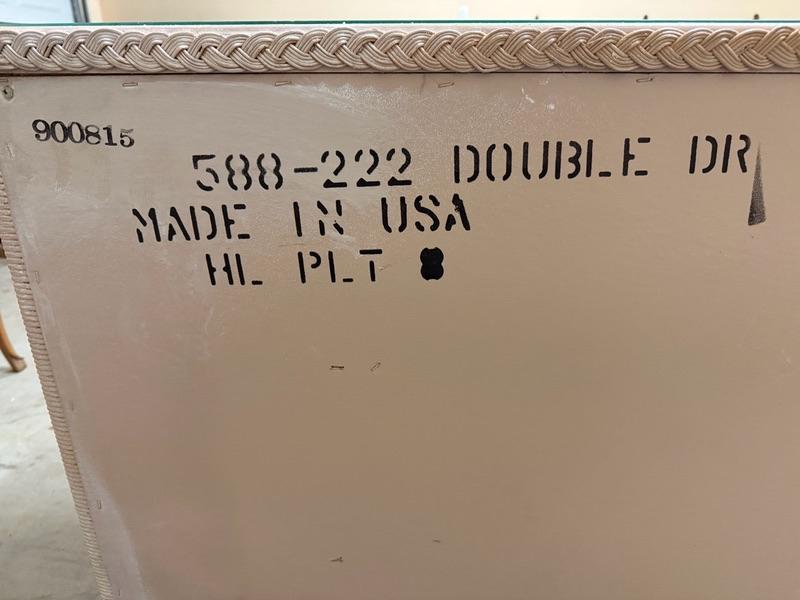 900815
588-222 DOUBLE DR
MADE IN USA
HL PLT 8